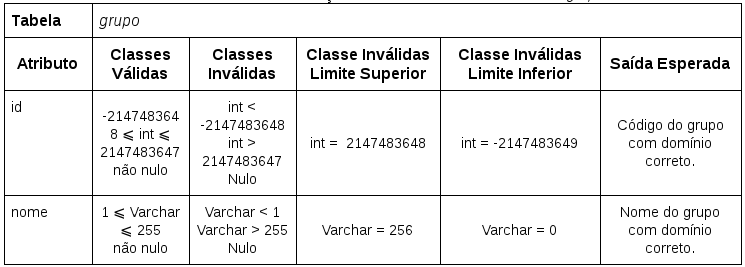 Tabela grupo
Atributo Classes Válidas Classes Inválidas Classe Inválidas Limite Superior Classe Inválidas Limite Inferior Saída Esperada
id
-214748364
8 ⩽ int ⩽
2147483647
não nulo
int <
-2147483648
int >
2147483647
Nulo
int = 2147483648
int = -2147483649
Código do grupo
com domínio
correto.
nome
1 ⩽ Varchar
⩽ 255
não nulo
Varchar < 1
Varchar > 255
Nulo
Varchar = 256
Varchar = 0
Nome do grupo
com domínio
correto.